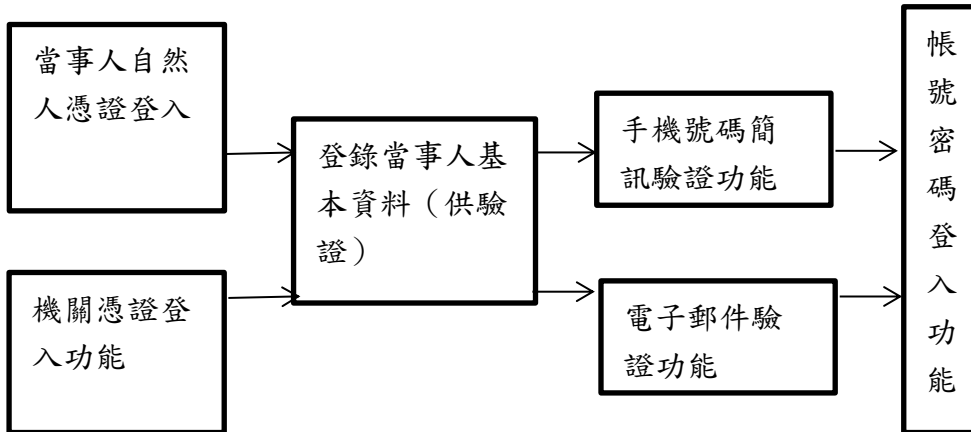 當事人自然
人憑證登入
機關憑證登
入功能
登錄當事人基
本資料（供驗
證）
手機號碼簡
訊驗證功能
電子郵件驗
證功能
帳
號
密
碼
登
入
功
能